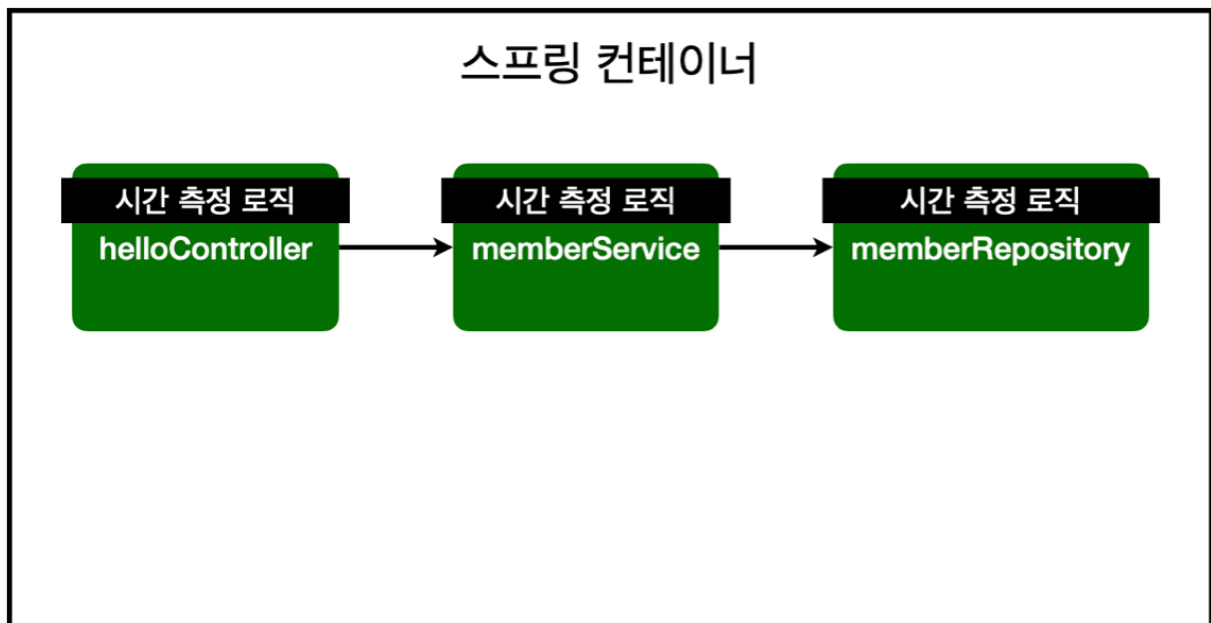 스프링 컨테이너
시간 측정 로직
helloController
시간 측정 로직
memberService
시간 측정 로직
memberRepository